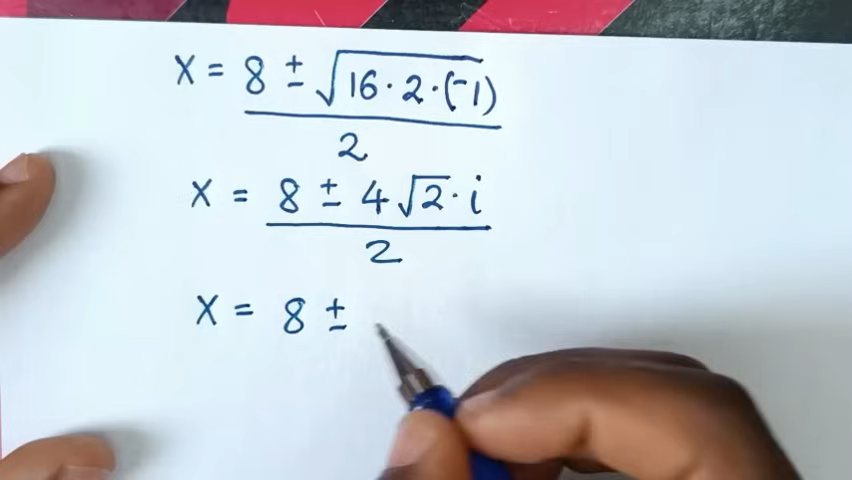 X = (8 ± √(16 · 2 · (-1))) / 2
X = (8 ± 4 √2 · i) / 2
X = 8 ±